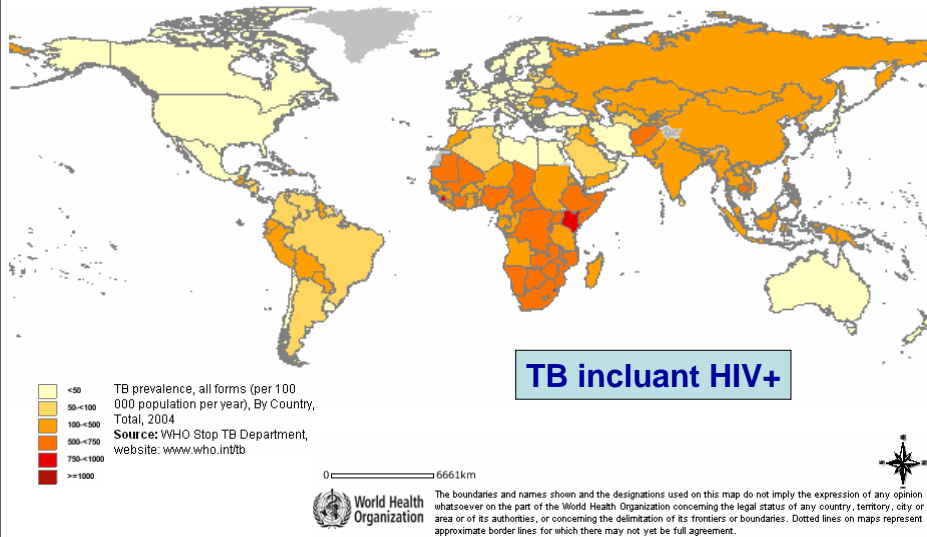 TB incluant HIV+
<50
50-<100
100-<500
500-<750
750-<1000
>=1000
TB prevalence, all forms (per 100
000 population per year), By Country,
Total, 2004
Source: WHO Stop TB Department,
website: www.who.int/tb
0 6661km
World Health
Organization
The boundaries and names shown and the designations used on this map do not imply the expression of any opinion
whatsoever on the part of the World Health Organization concerning the legal status of any country, territory, city or
area or of its authorities, or concerning the delimitation of its frontiers or boundaries. Dotted lines on maps represent
approximate border lines for which there may not yet be full agreement.